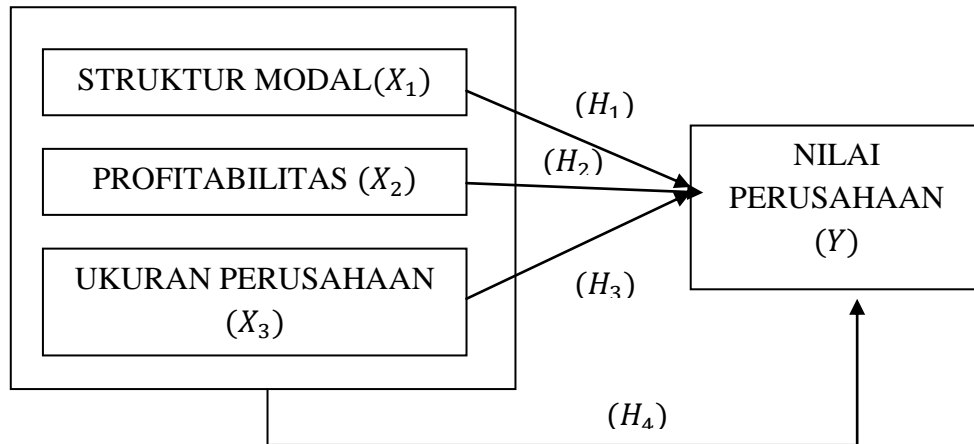 STRUKTUR MODAL(𝑋₁)
(𝐻₁)
PROFITABILITAS (𝑋₂)
(𝐻₂)
UKURAN PERUSAHAAN
(𝑋₃)
(𝐻₃)
NILAI
PERUSAHAAN
(𝑌)
(𝐻₄)